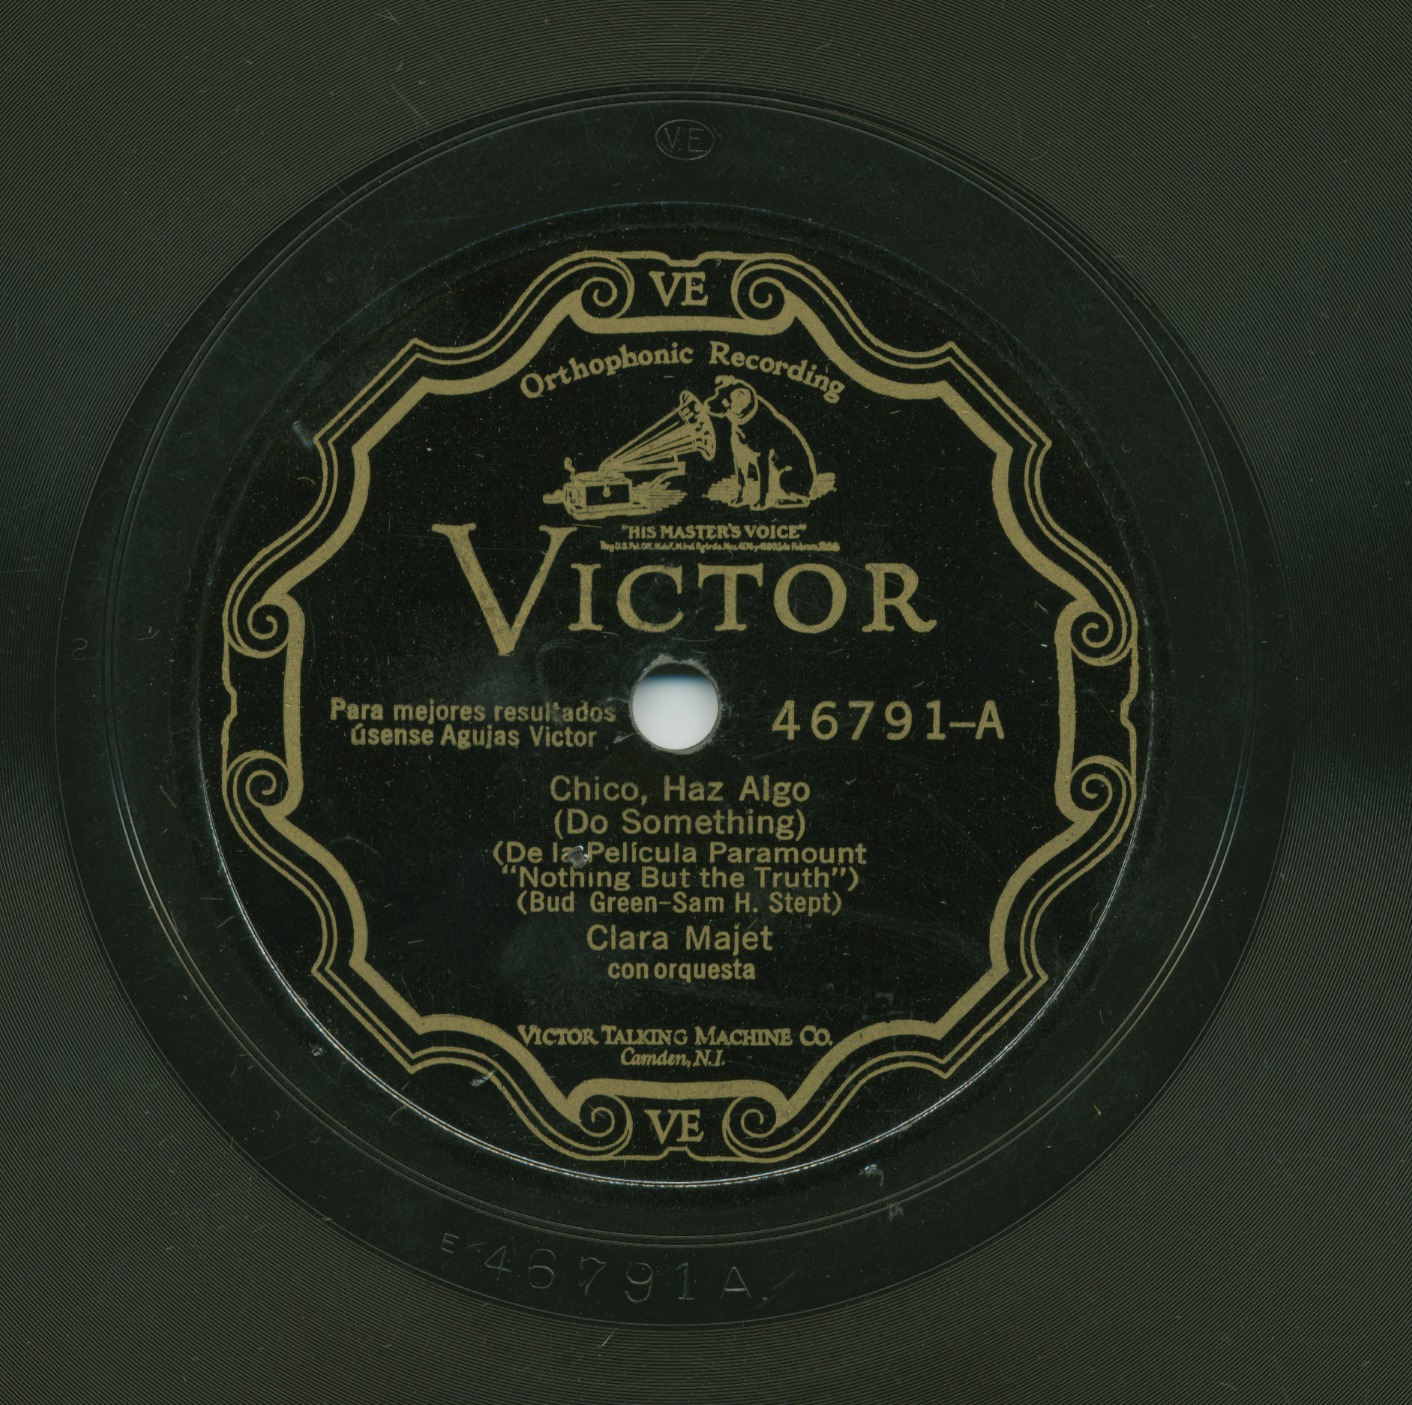 V.E.
VE
Orthophonic Recording
"HIS MASTER'S VOICE"
VICTOR
Para mejores resultados
úsense Agujas Victor
46791-A
Chico, Haz Algo
(Do Something)
(De la Película Paramount
"Nothing But the Truth")
(Bud Green-Sam H. Stept)
Clara Majet
con orquesta
VICTOR TALKING MACHINE CO.
Camden, N.J.
VE
E 46791 A.